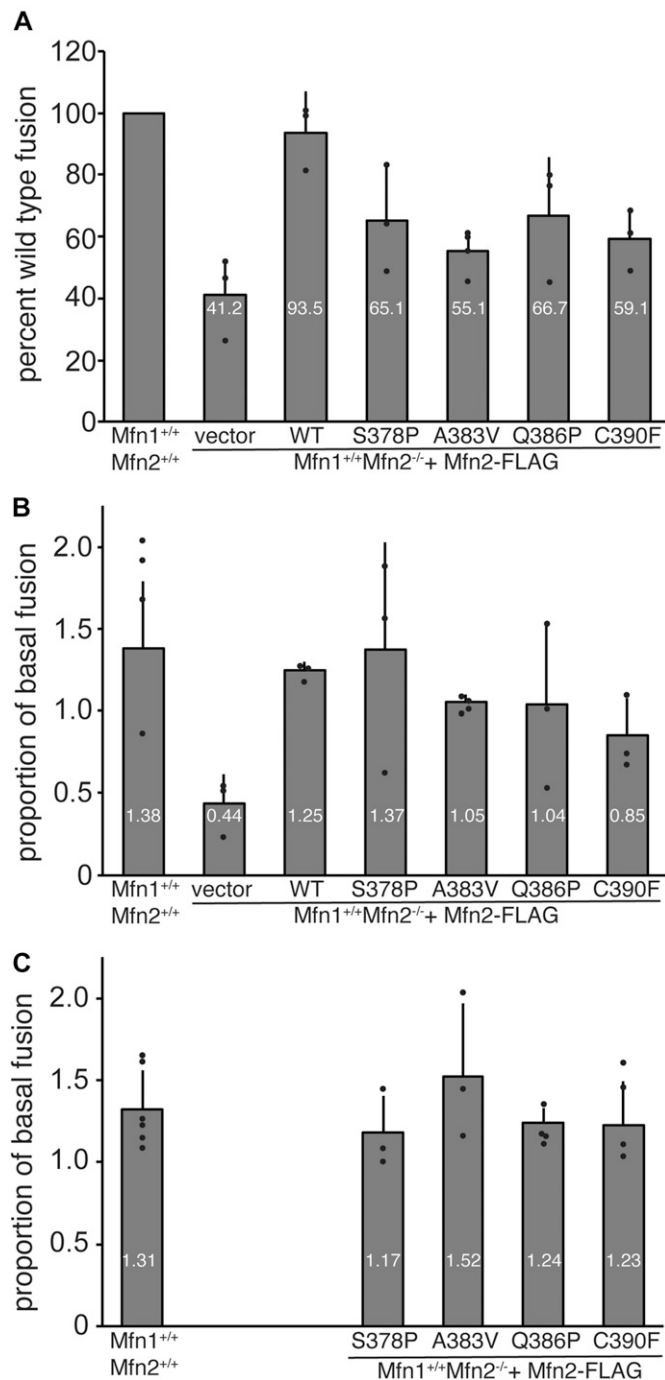 A
percent wild type fusion
120
100
80
60
40
20
0
41.2 93.5 65.1 55.1 66.7 59.1
Mfn1+/+ vector WT S378P A383V Q386P C390F
Mfn2+/+ Mfn1+/+Mfn2-/-+ Mfn2-FLAG
B
proportion of basal fusion
2.0
1.5
1.0
0.5
0
1.38 0.44 1.25 1.37 1.05 1.04 0.85
Mfn1+/+ vector WT S378P A383V Q386P C390F
Mfn2+/+ Mfn1+/+Mfn2-/-+ Mfn2-FLAG
C
proportion of basal fusion
2.0
1.5
1.0
0.5
0
1.31 1.17 1.52 1.24 1.23
Mfn1+/+ S378P A383V Q386P C390F
Mfn2+/+ Mfn1+/+Mfn2-/-+ Mfn2-FLAG